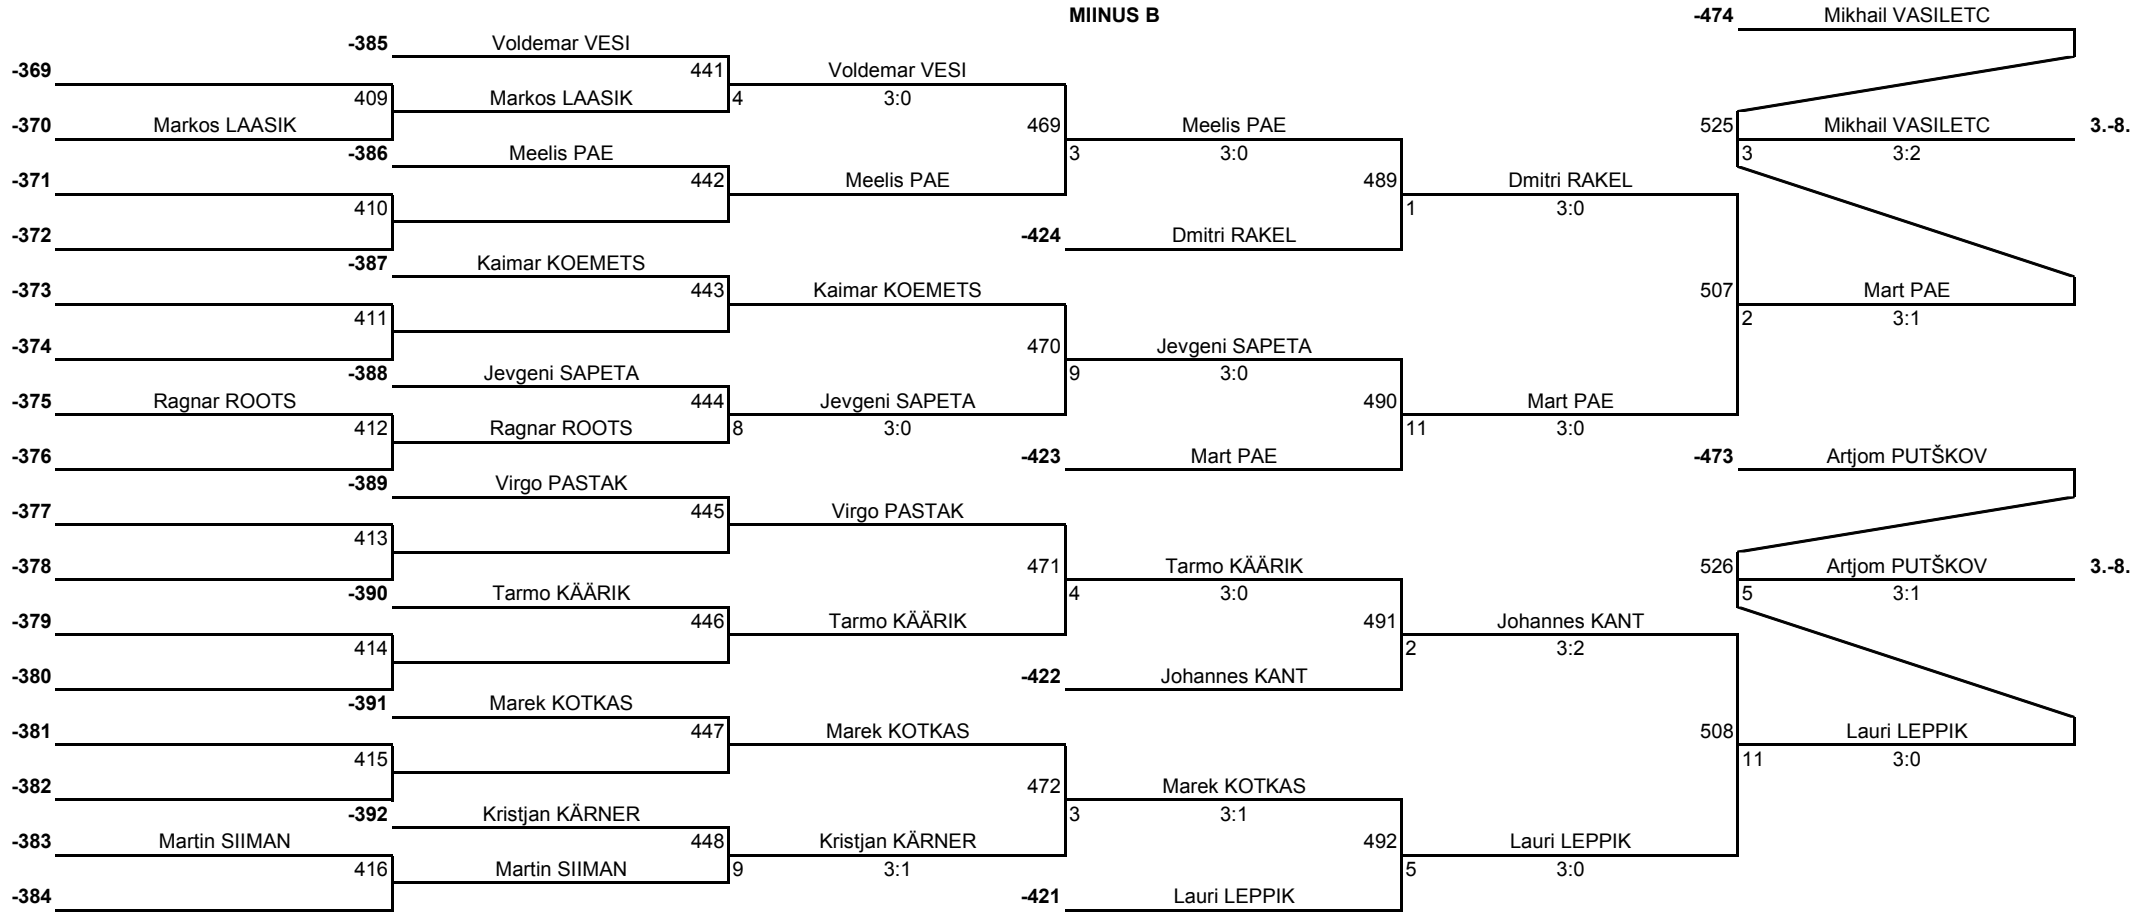 MIINUS B
-474 Mikhail VASILETC
-385 Voldemar VESI
-369 441 Voldemar VESI
409 Markos LAASIK 4 3:0
-370 Markos LAASIK 469 Meelis PAE 525 Mikhail VASILETC 3.-8.
-386 Meelis PAE 3 3:0 3 3:2
-371 442 Meelis PAE 489 Dmitri RAKEL
410 1 3:0
-372 -424 Dmitri RAKEL
-387 Kaimar KOEMETS
-373 443 Kaimar KOEMETS 507 Mart PAE
411 2 3:1
-374 470 Jevgeni SAPETA
-388 Jevgeni SAPETA 9 3:0
-375 Ragnar ROOTS 444 Jevgeni SAPETA 490 Mart PAE
412 Ragnar ROOTS 8 3:0 11 3:0
-376 -423 Mart PAE -473 Artjom PUTŠKOV
-389 Virgo PASTAK
-377 445 Virgo PASTAK
413
-378 471 Tarmo KÄÄRIK 526 Artjom PUTŠKOV 3.-8.
-390 Tarmo KÄÄRIK 4 3:0 5 3:1
-379 446 Tarmo KÄÄRIK 491 Johannes KANT
414 2 3:2
-380 -422 Johannes KANT
-391 Marek KOTKAS
-381 447 Marek KOTKAS 508 Lauri LEPPIK
415 11 3:0
-382 472 Marek KOTKAS
-392 Kristjan KÄRNER 3 3:1
-383 Martin SIIMAN 448 Kristjan KÄRNER 492 Lauri LEPPIK
416 Martin SIIMAN 9 3:1 5 3:0
-384 -421 Lauri LEPPIK